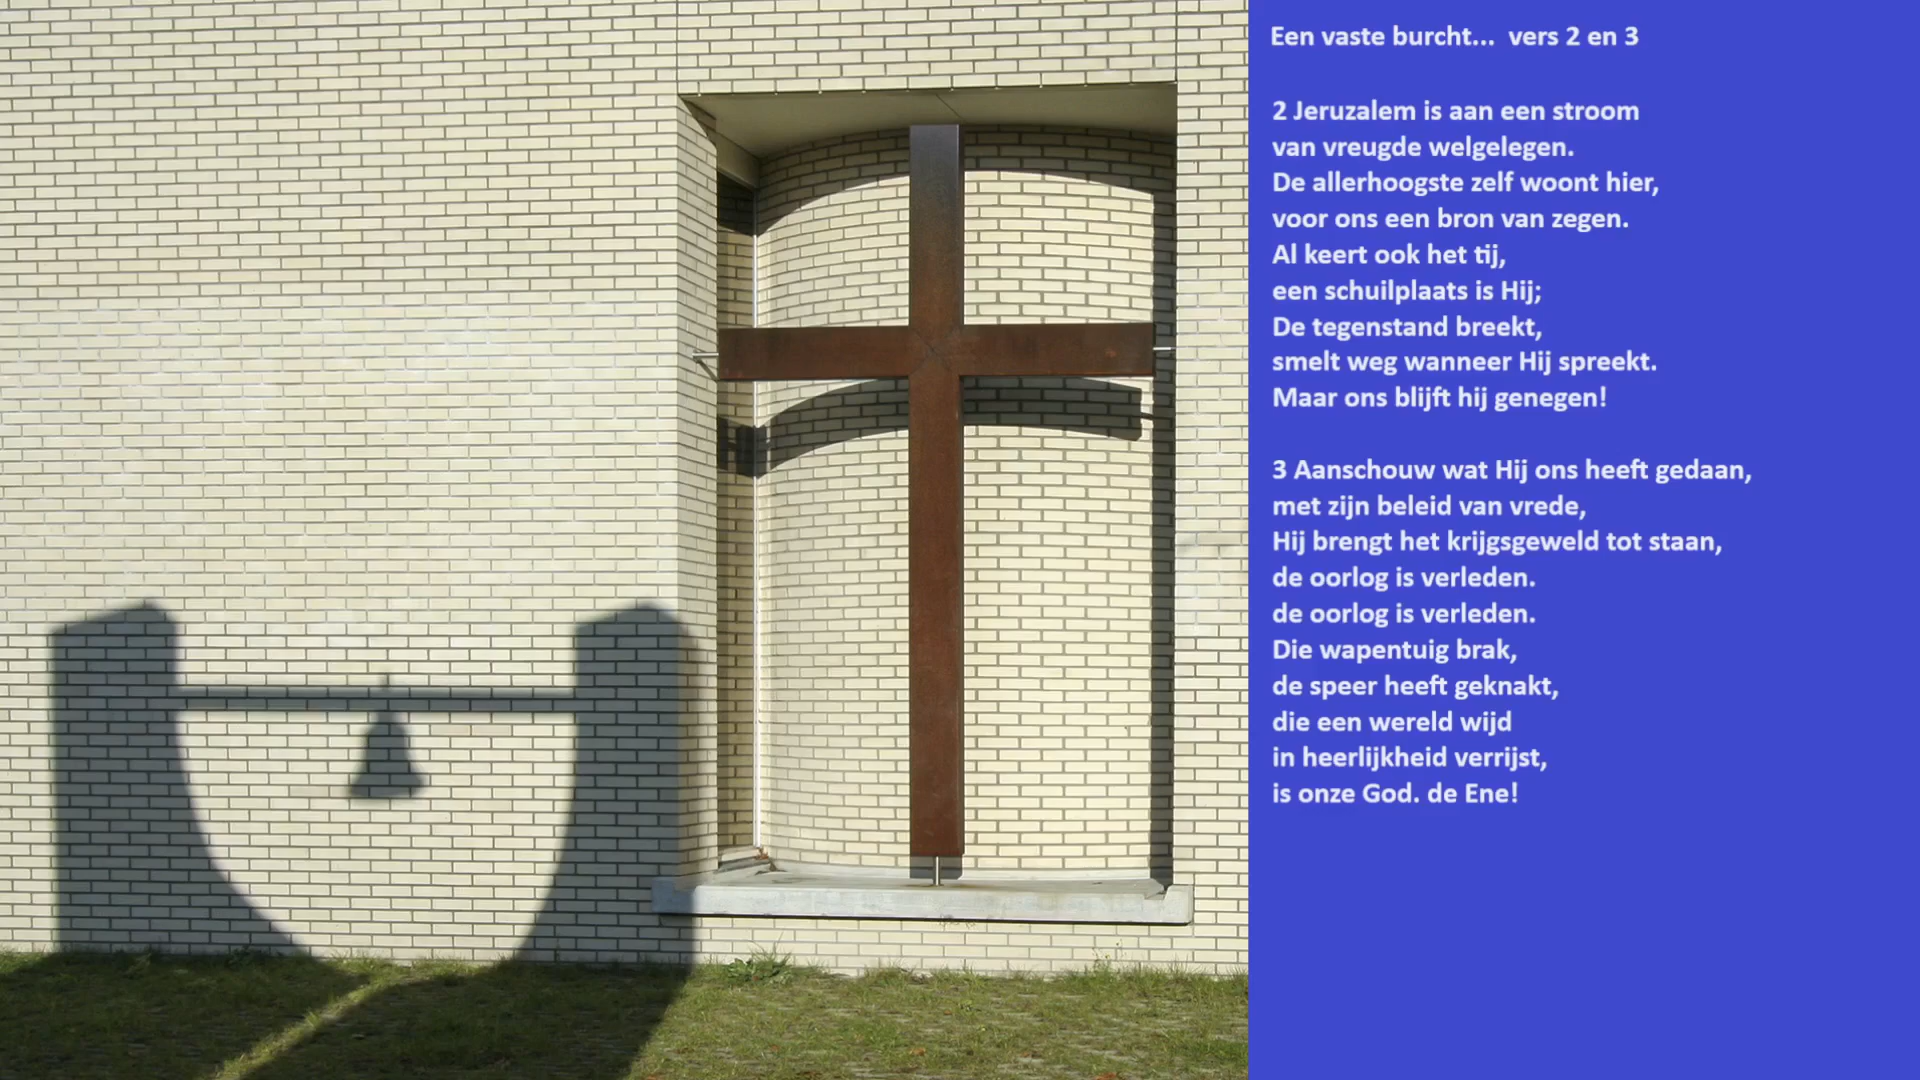 Een vaste burcht...  vers 2 en 3
2 Jeruzalem is aan een stroom
van vreugde welgelegen.
De allerhoogste zelf woont hier,
voor ons een bron van zegen.
Al keert ook het tij,
een schuilplaats is Hij;
De tegenstand breekt,
smelt weg wanneer Hij spreekt.
Maar ons blijft hij genegen!
3 Aanschouw wat Hij ons heeft gedaan,
met zijn beleid van vrede,
Hij brengt het krijgsgeweld tot staan,
de oorlog is verleden.
de oorlog is verleden.
Die wapentuig brak,
de speer heeft geknakt,
die een wereld wijd
in heerlijkheid verrijst,
is onze God. de Ene!